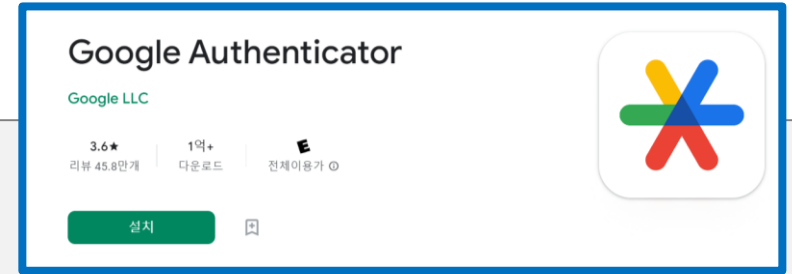 Google Authenticator
Google LLC
3.6★ 1억+ E
리뷰 45.8만개 다운로드 전체이용가
설치